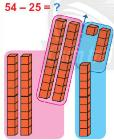 54 – 25 = ?